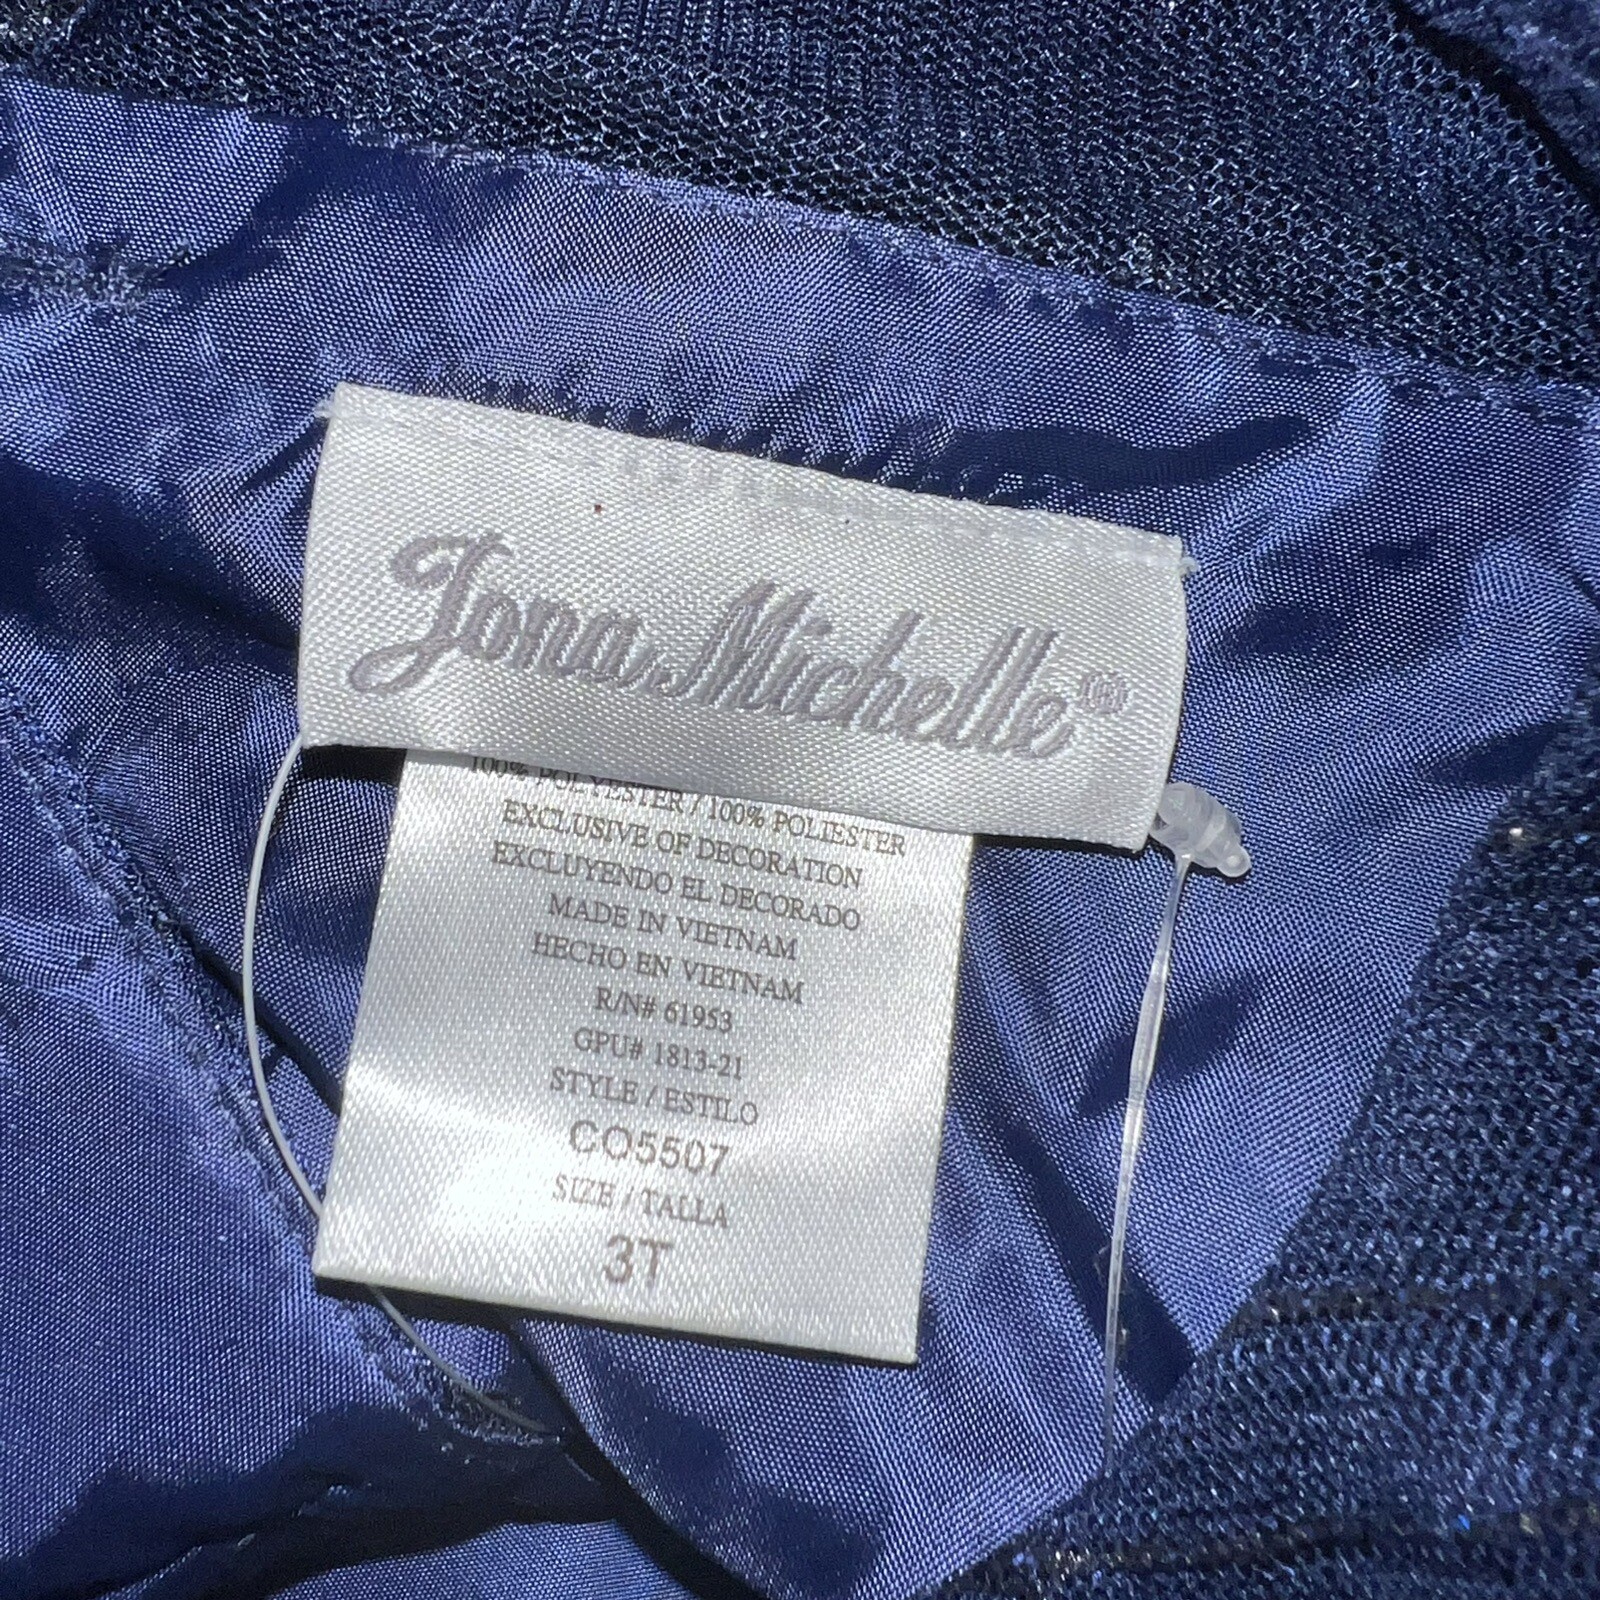 Jona Michelle®
100% POLYESTER / 100% POLIESTER
EXCLUSIVE OF DECORATION
EXCLUYENDO EL DECORADO
MADE IN VIETNAM
HECHO EN VIETNAM
R/N# 61953
GPU# 1813-21
STYLE / ESTILO
CO5507
SIZE / TALLA
3T